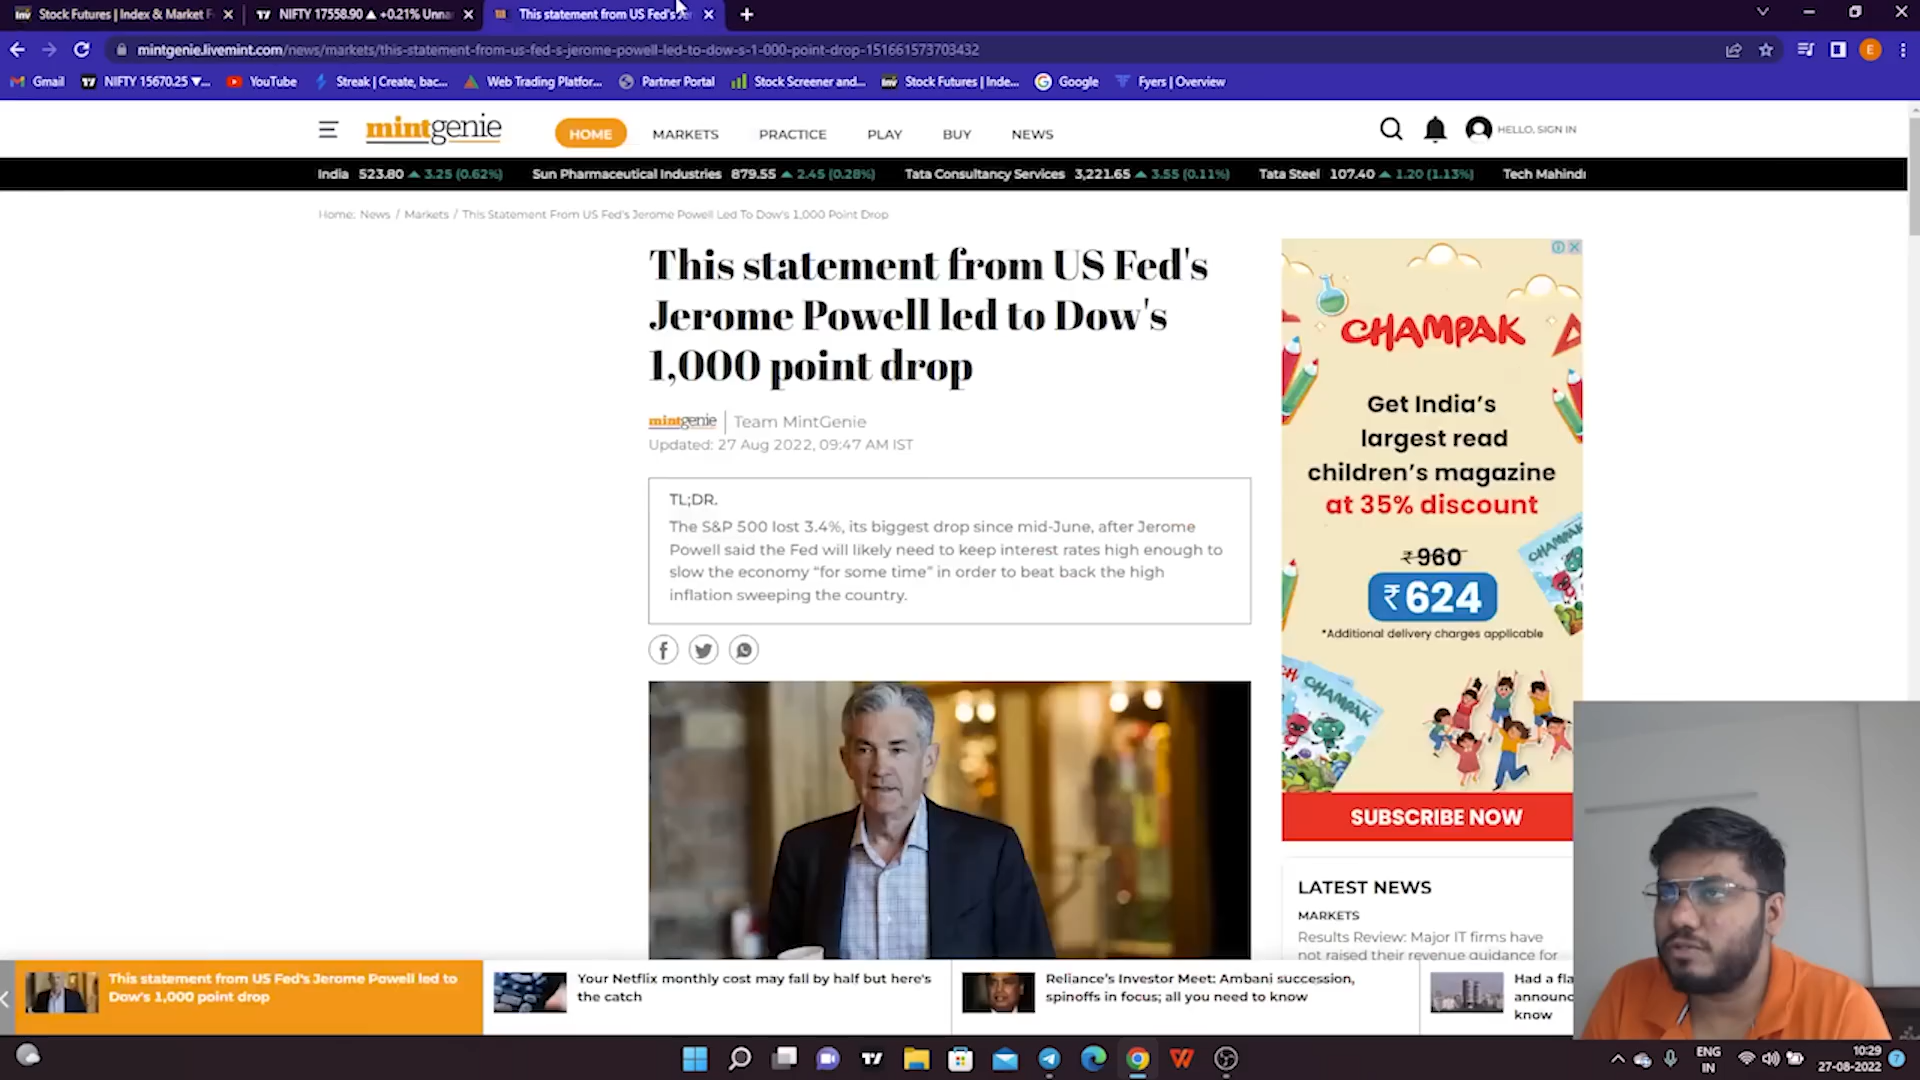 Stock Futures | Index & Market F
NIFTY 17558.90 ▲ +0.21% Unna
This statement from US Fed's Jer
mintgenie.livemint.com/news/markets/this-statement-from-us-fed-s-jerome-powell-led-to-dow-s-1-000-point-drop-151661573703432
E
Gmail
NIFTY 15670.25 ▼...
YouTube
Streak | Create, bac...
Web Trading Platfor...
Partner Portal
Stock Screener and...
Inv
Stock Futures | Inde...
Google
Fyers | Overview
mintgenie
HOME
MARKETS
PRACTICE
PLAY
BUY
NEWS
HELLO, SIGN IN
India 523.80 ▲ 3.25 (0.62%)
Sun Pharmaceutical Industries 879.55 ▲ 2.45 (0.28%)
Tata Consultancy Services 3,221.65 ▲ 3.55 (0.11%)
Tata Steel 107.40 ▲ 1.20 (1.13%)
Tech Mahind
Home: News / Markets / This Statement From US Fed's Jerome Powell Led To Dow's 1,000 Point Drop
This statement from US Fed's
Jerome Powell led to Dow's
1,000 point drop
mintgenie | Team MintGenie
Updated: 27 Aug 2022, 09:47 AM IST
TL;DR.
The S&P 500 lost 3.4%, its biggest drop since mid-June, after Jerome
Powell said the Fed will likely need to keep interest rates high enough to
slow the economy “for some time” in order to beat back the high
inflation sweeping the country.
CHAMPAK
Get India’s
largest read
children’s magazine
at 35% discount
₹960
₹624
*Additional delivery charges applicable
CHAMPAK
SUBSCRIBE NOW
LATEST NEWS
MARKETS
Results Review: Major IT firms have
not raised their revenue guidance for
This statement from US Fed's Jerome Powell led to
Dow's 1,000 point drop
Your Netflix monthly cost may fall by half but here's
the catch
Reliance’s Investor Meet: Ambani succession,
spinoffs in focus; all you need to know
Had a fla
announc
know
ENG
IN
10:29
27-08-2022
7